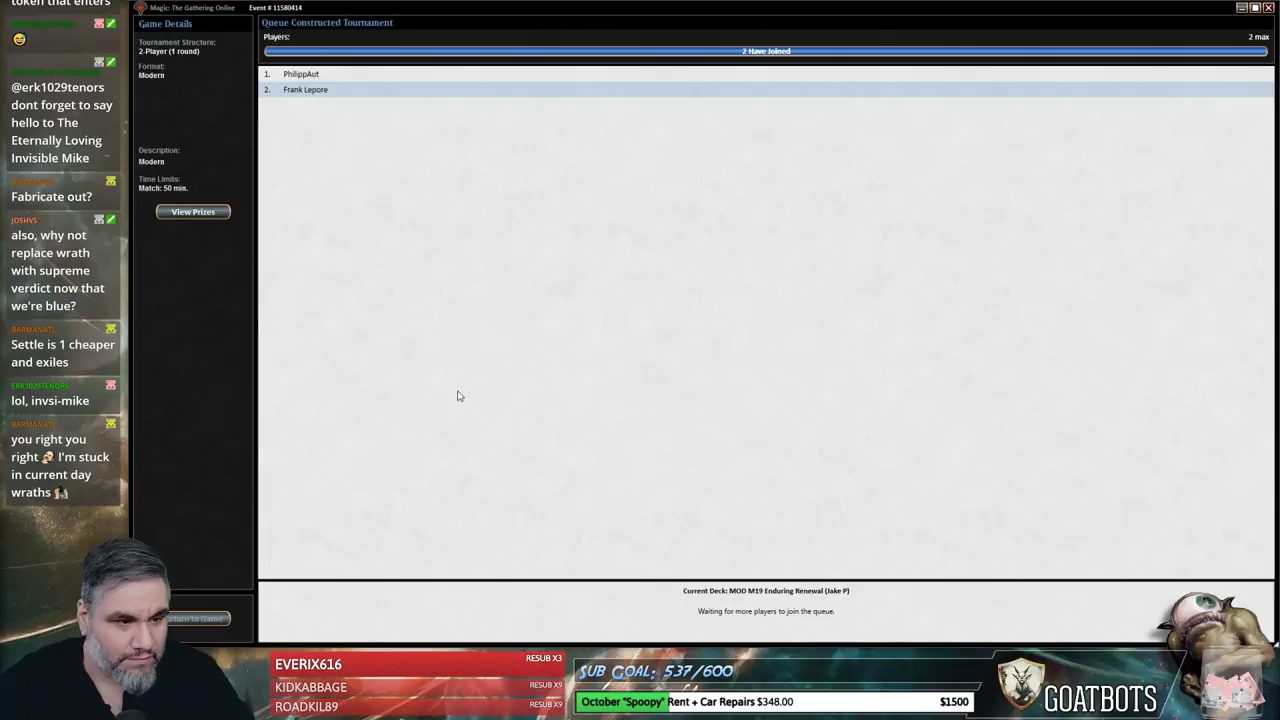 token that enters
@erk1029tenors
dont forget to say
hello to The
Eternally Loving
Invisible Mike
Fabricate out?
JOSHVS
also, why not
replace wrath
with supreme
verdict now that
we're blue?
BARMANATL
Settle is 1 cheaper
and exiles
ERK1029TENORS
lol, invsi-mike
BARMANATL
you right you
right I'm stuck
in current day
wraths
Magic: The Gathering Online Event # 11580414
Game Details
Tournament Structure:
2-Player (1 round)
Format:
Modern
Description:
Modern
Time Limits:
Match: 50 min.
View Prizes
Return to Game
Queue Constructed Tournament
Players: 2 max
2 Have Joined
1. PhilippAut
2. Frank Lepore
Current Deck: MOD M19 Enduring Renewal (Jake P)
Waiting for more players to join the queue.
EVERIX616 RESUB X3
KIDKABBAGE RESUB X9
ROADKIL89 RESUB X9
SUB GOAL: 537/600
October "Spoopy" Rent + Car Repairs $348.00 $1500
GOATBOTS